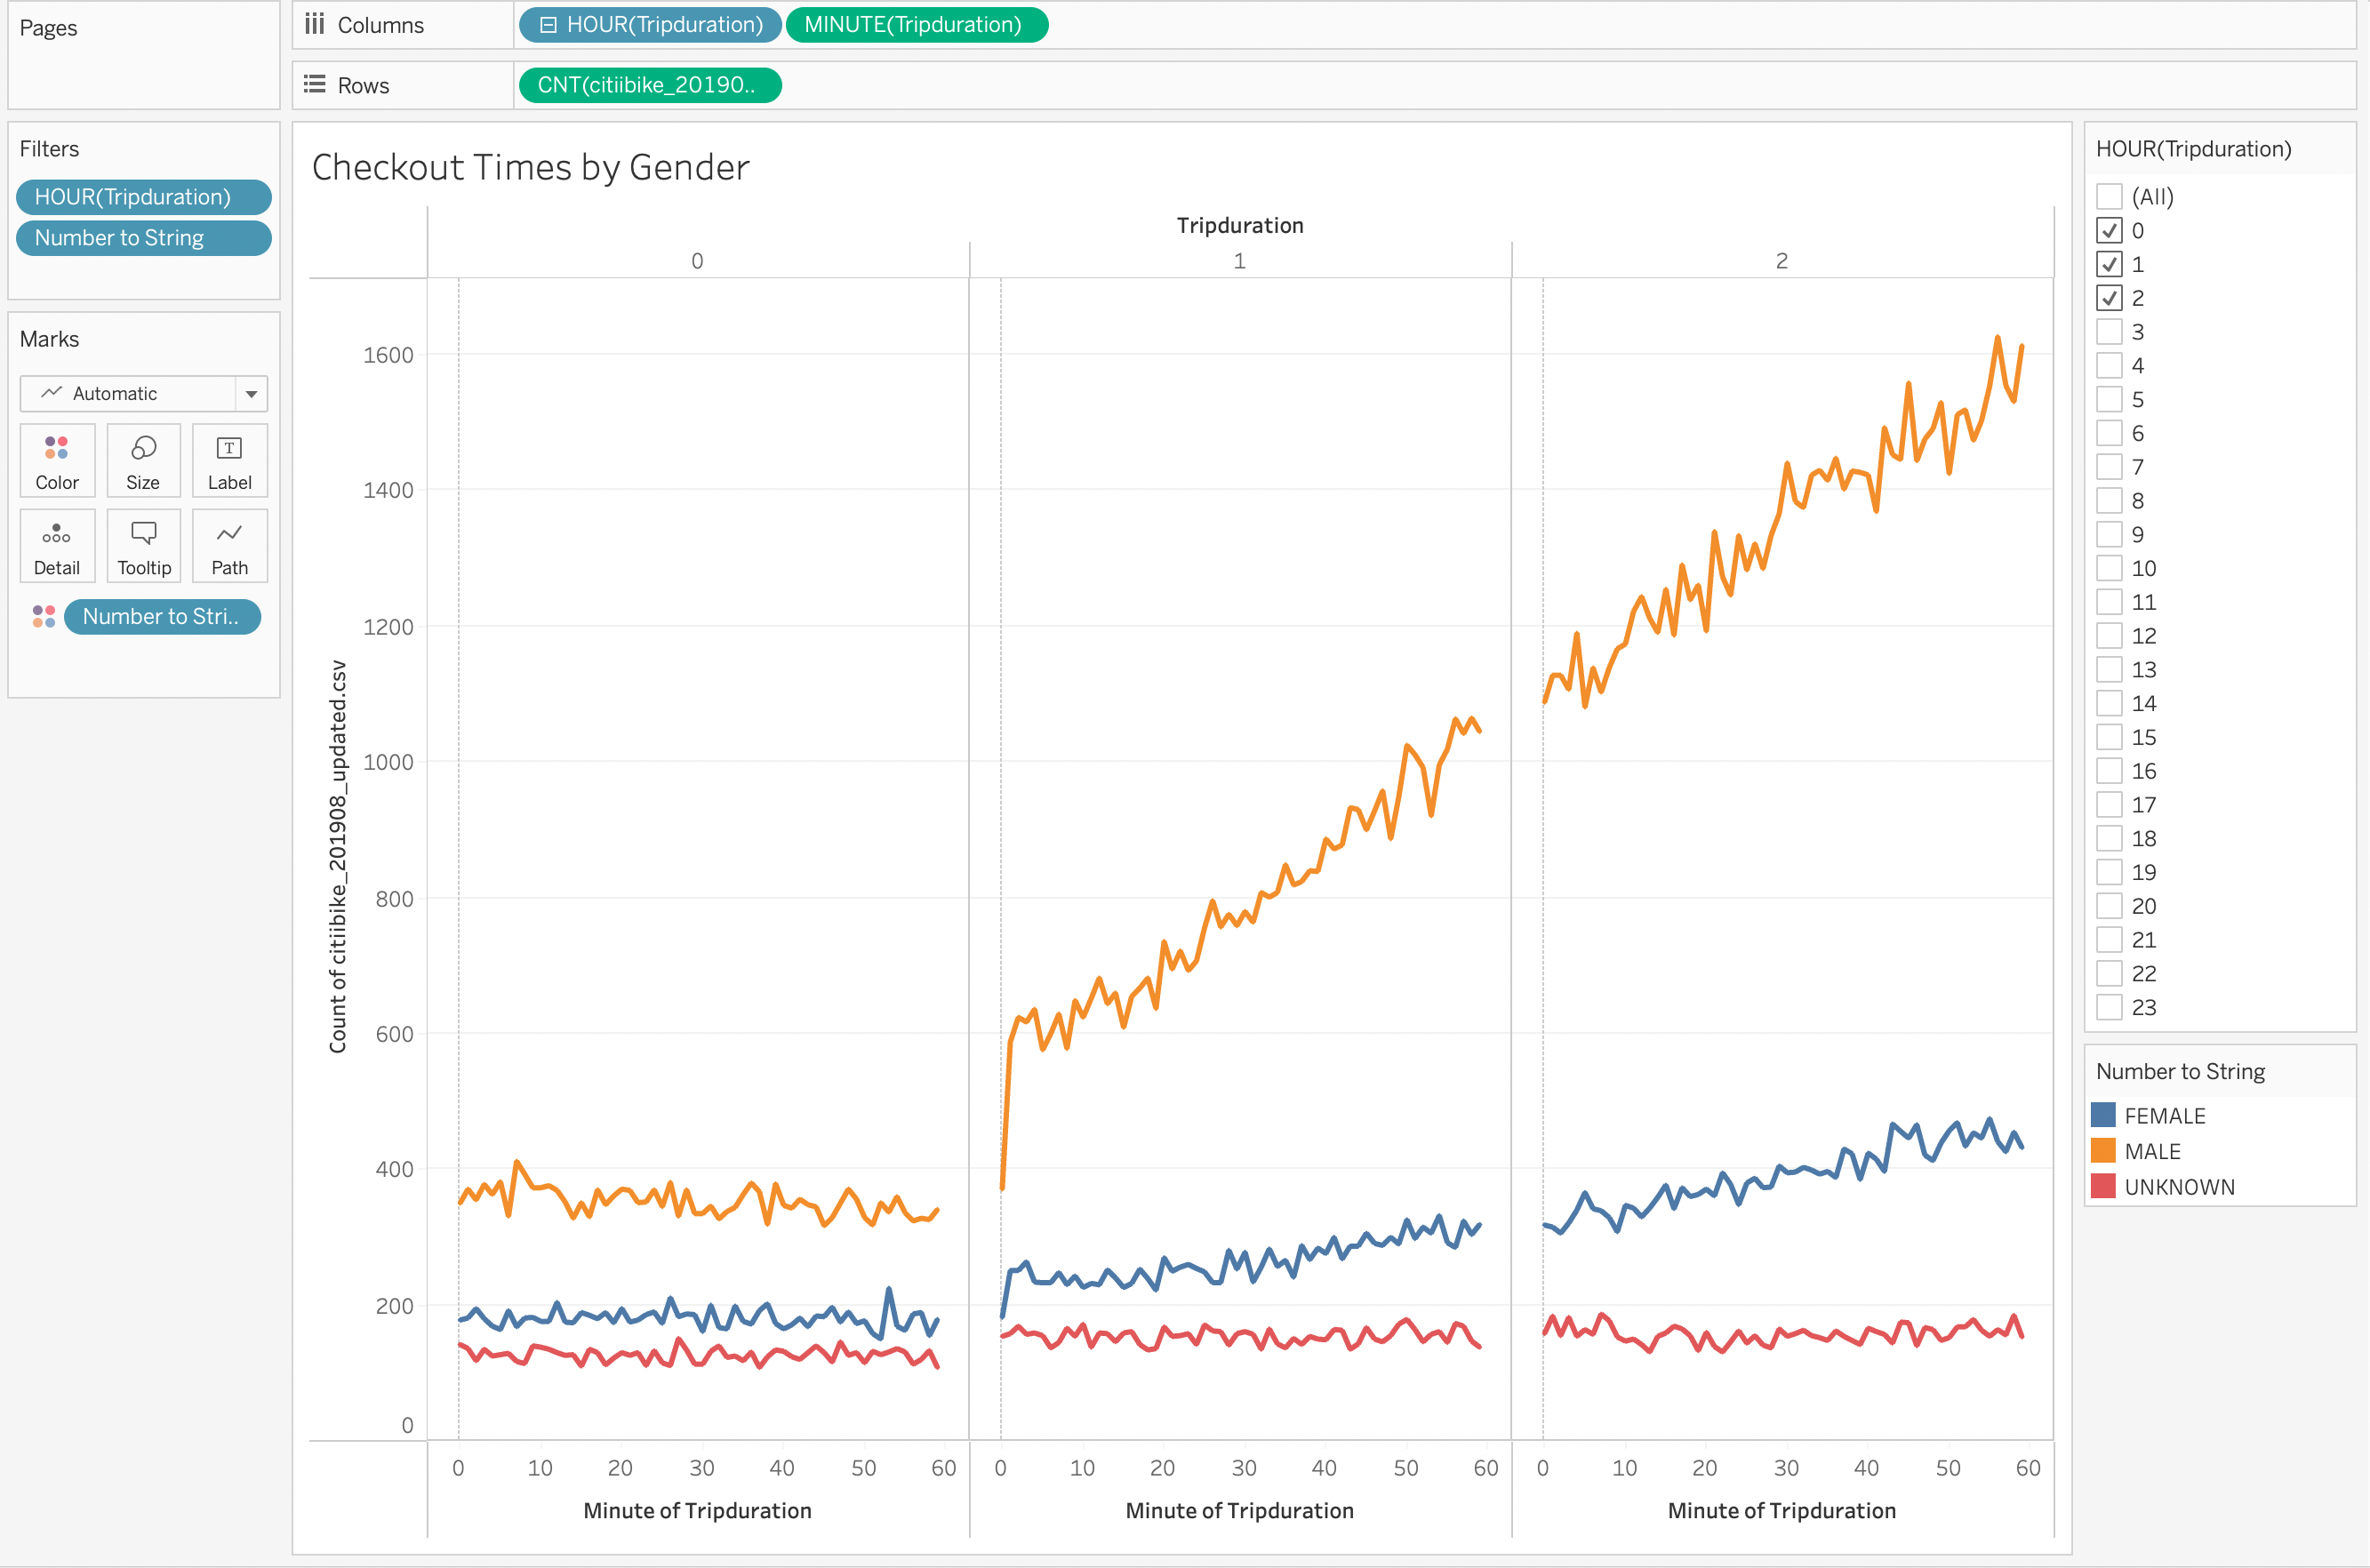 Pages
Columns
HOUR(Tripduration)
MINUTE(Tripduration)
Rows
CNT(citiibike_20190..
Filters
HOUR(Tripduration)
Number to String
Marks
Automatic
Color
Size
T
Label
Detail
Tooltip
Path
Number to Stri..
Checkout Times by Gender
Tripduration
0
1
2
Count of citiibike_201908_updated.csv
1600
1400
1200
1000
800
600
400
200
0
0 10 20 30 40 50 60
0 10 20 30 40 50 60
0 10 20 30 40 50 60
Minute of Tripduration
Minute of Tripduration
Minute of Tripduration
HOUR(Tripduration)
(All)
0
1
2
3
4
5
6
7
8
9
10
11
12
13
14
15
16
17
18
19
20
21
22
23
Number to String
FEMALE
MALE
UNKNOWN